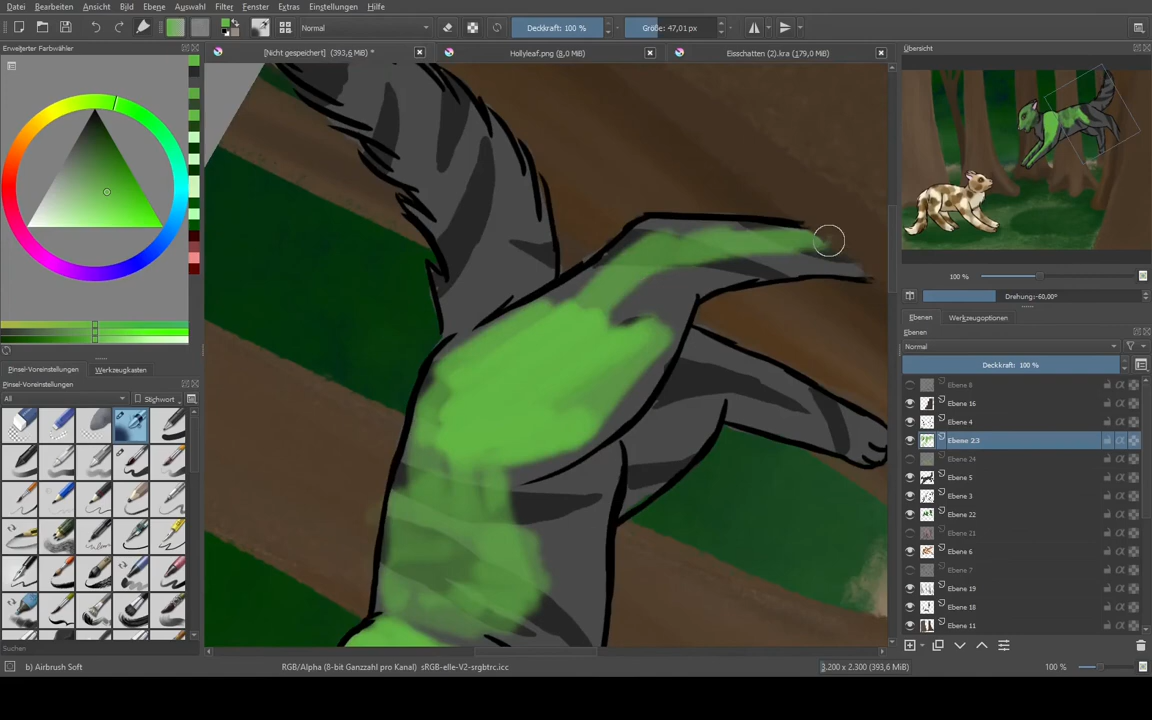 Datei Bearbeiten Ansicht Bild Ebene Auswahl Filter Fenster Extras Einstellungen Hilfe
Normal Deckkraft: 100 % Größe: 47,01 px
Erweiterter Farbwähler
[Nicht gespeichert] (393,6 MiB) *
Hollyleaf.png (8,0 MiB)
Eisschatten (2).kra (179,0 MiB)
Übersicht
100 %
Drehung: -60,00°
Ebenen Werkzeugoptionen
Ebenen
Normal
Deckkraft: 100 %
Ebene 8
Ebene 16
Ebene 4
Ebene 23
Ebene 24
Ebene 5
Ebene 3
Ebene 22
Ebene 21
Ebene 6
Ebene 7
Ebene 19
Ebene 18
Ebene 11
Pinsel-Voreinstellungen Werkzeugkasten
Pinsel-Voreinstellungen
All Stichwort
Suchen
b) Airbrush Soft
RGB/Alpha (8-bit Ganzzahl pro Kanal) sRGB-elle-V2-srgbtrc.icc
3.200 x 2.300 (393,6 MiB)
100 %